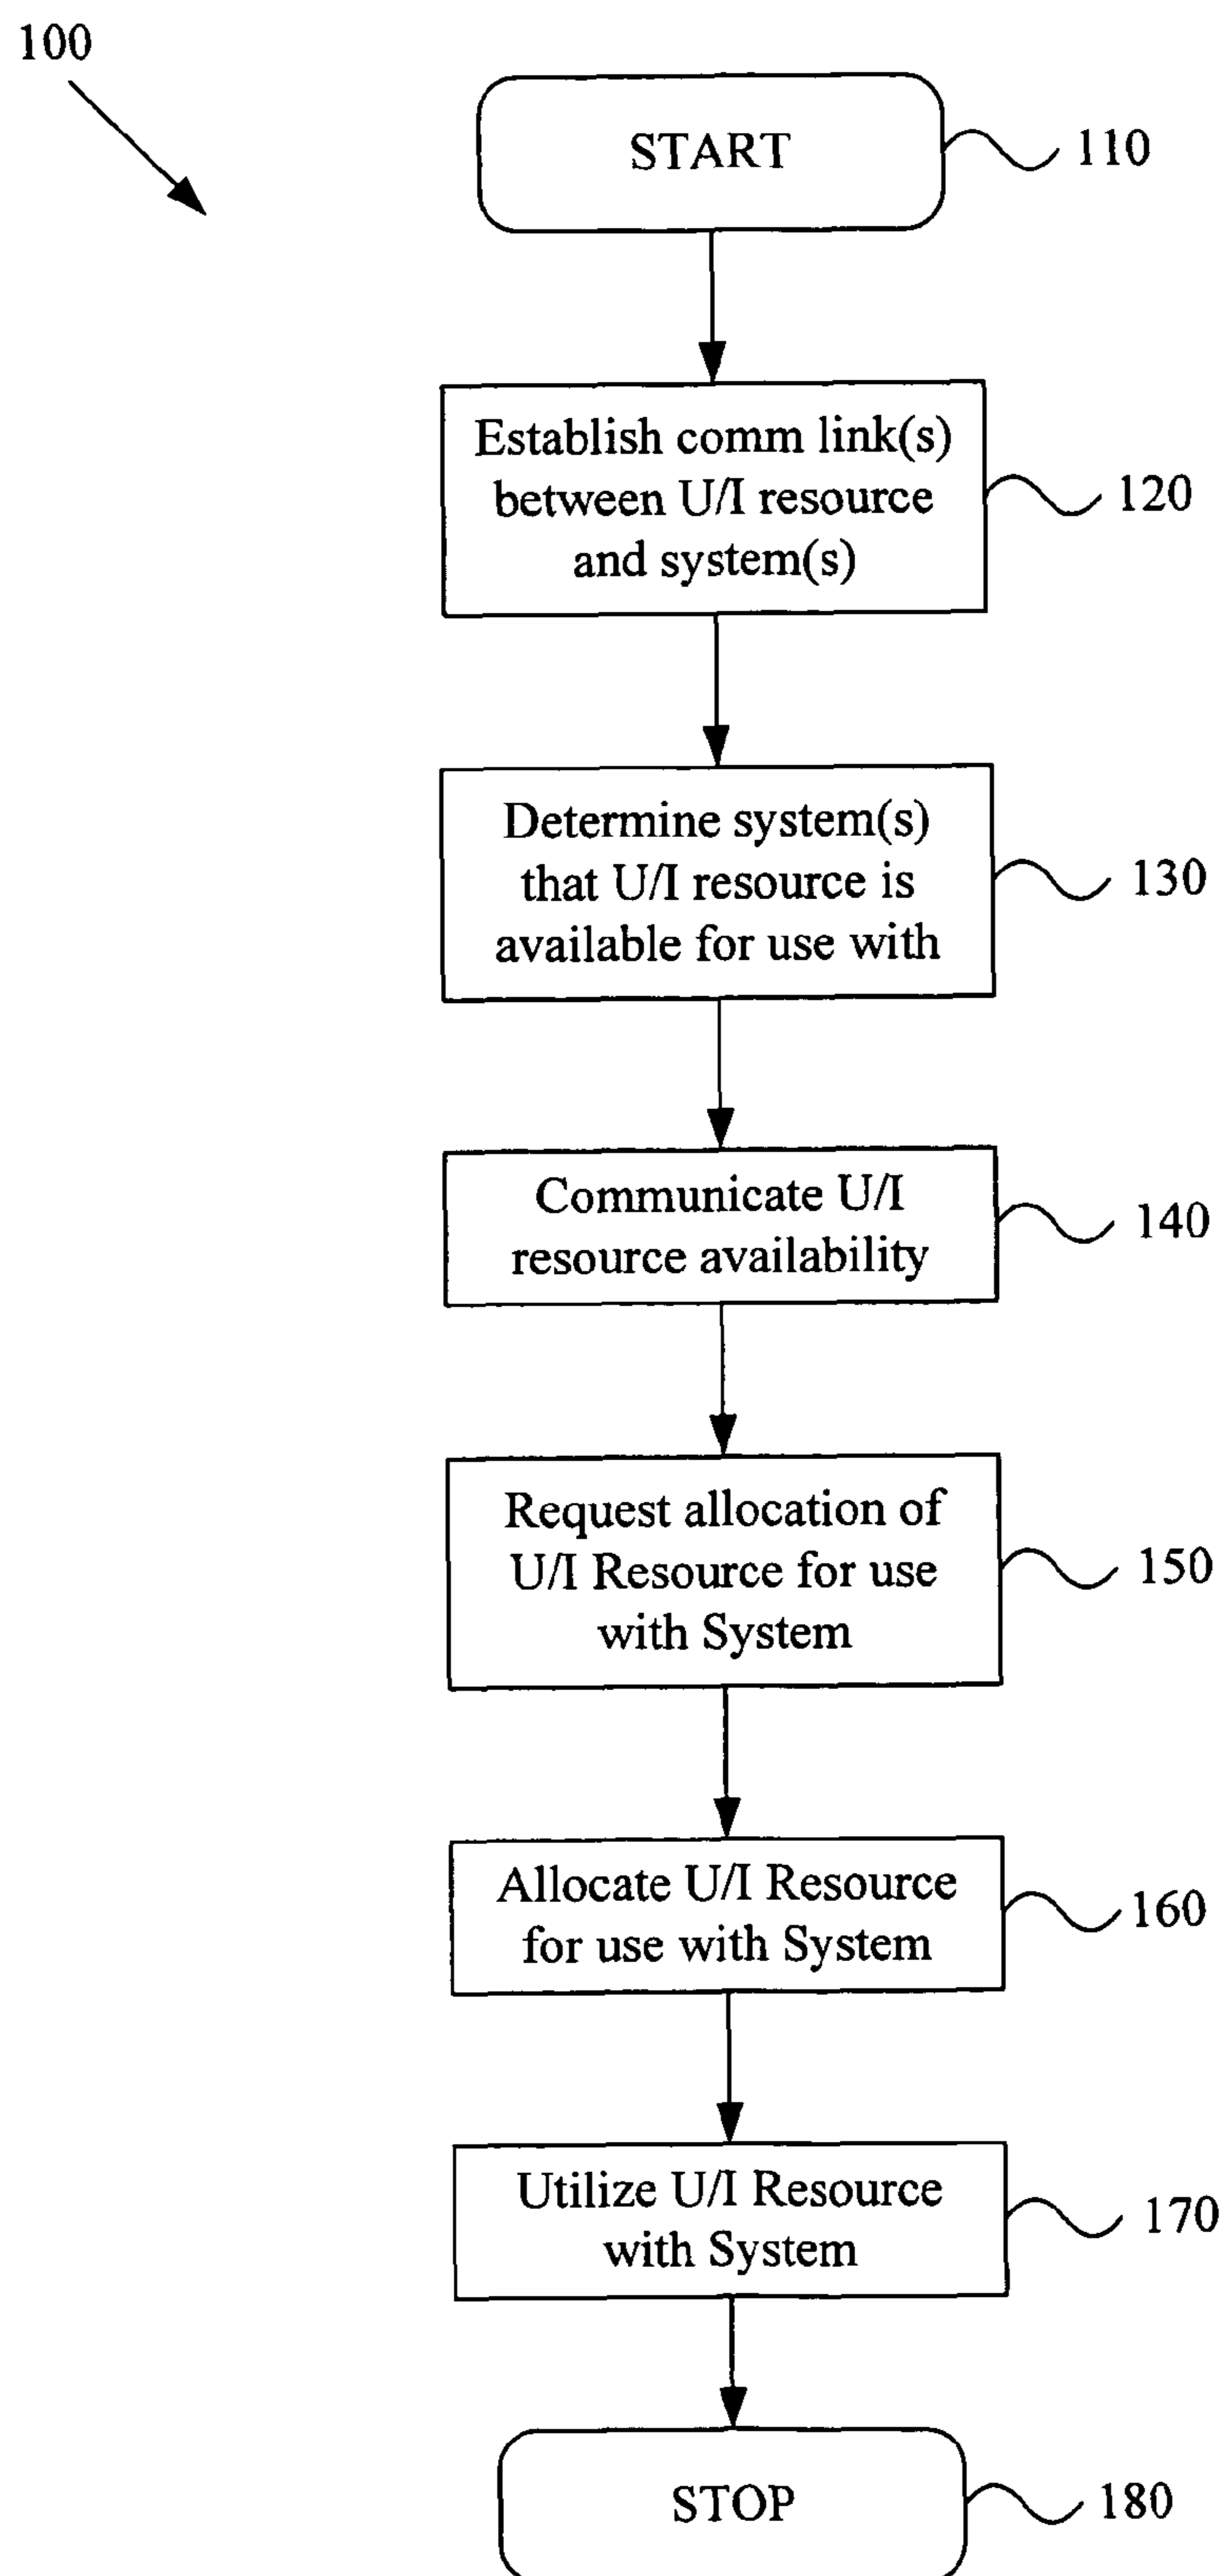 100
START
110
Establish comm link(s)
between U/I resource
and system(s)
120
Determine system(s)
that U/I resource is
available for use with
130
Communicate U/I
resource availability
140
Request allocation of
U/I Resource for use
with System
150
Allocate U/I Resource
for use with System
160
Utilize U/I Resource
with System
170
STOP
180